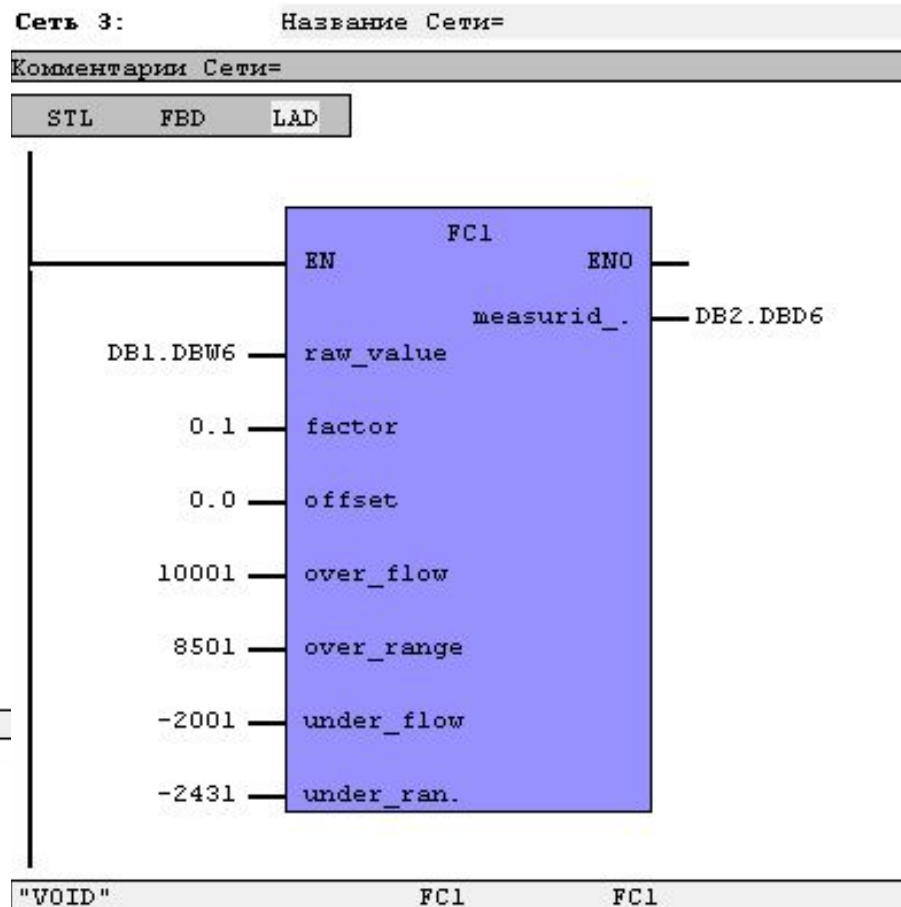 Сеть 3: Название Сети=
Комментарии Сети=
STL FBD LAD
FC1
EN ENO
measurid_. DB2.DBD6
DB1.DBW6 raw_value
0.1 factor
0.0 offset
10001 over_flow
8501 over_range
-2001 under_flow
-2431 under_ran.
"VOID" FC1 FC1